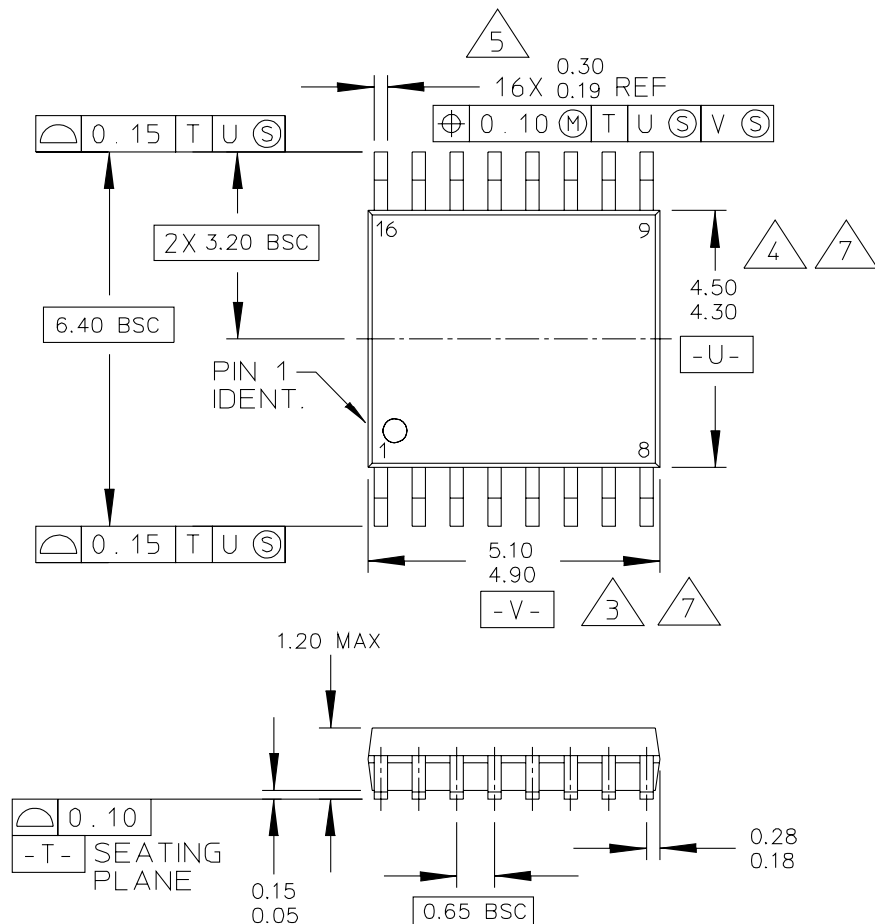 5
0.30
16X 0.19 REF
0.15 T U Ⓢ
⌖ 0.10 Ⓜ T U Ⓢ V Ⓢ
16
9
2X 3.20 BSC
4
7
4.50
4.30
6.40 BSC
-U-
PIN 1
IDENT.
1
8
0.15 T U Ⓢ
5.10
4.90
-V-
3
7
1.20 MAX
0.10
-T- SEATING
PLANE
0.28
0.18
0.15
0.05
0.65 BSC